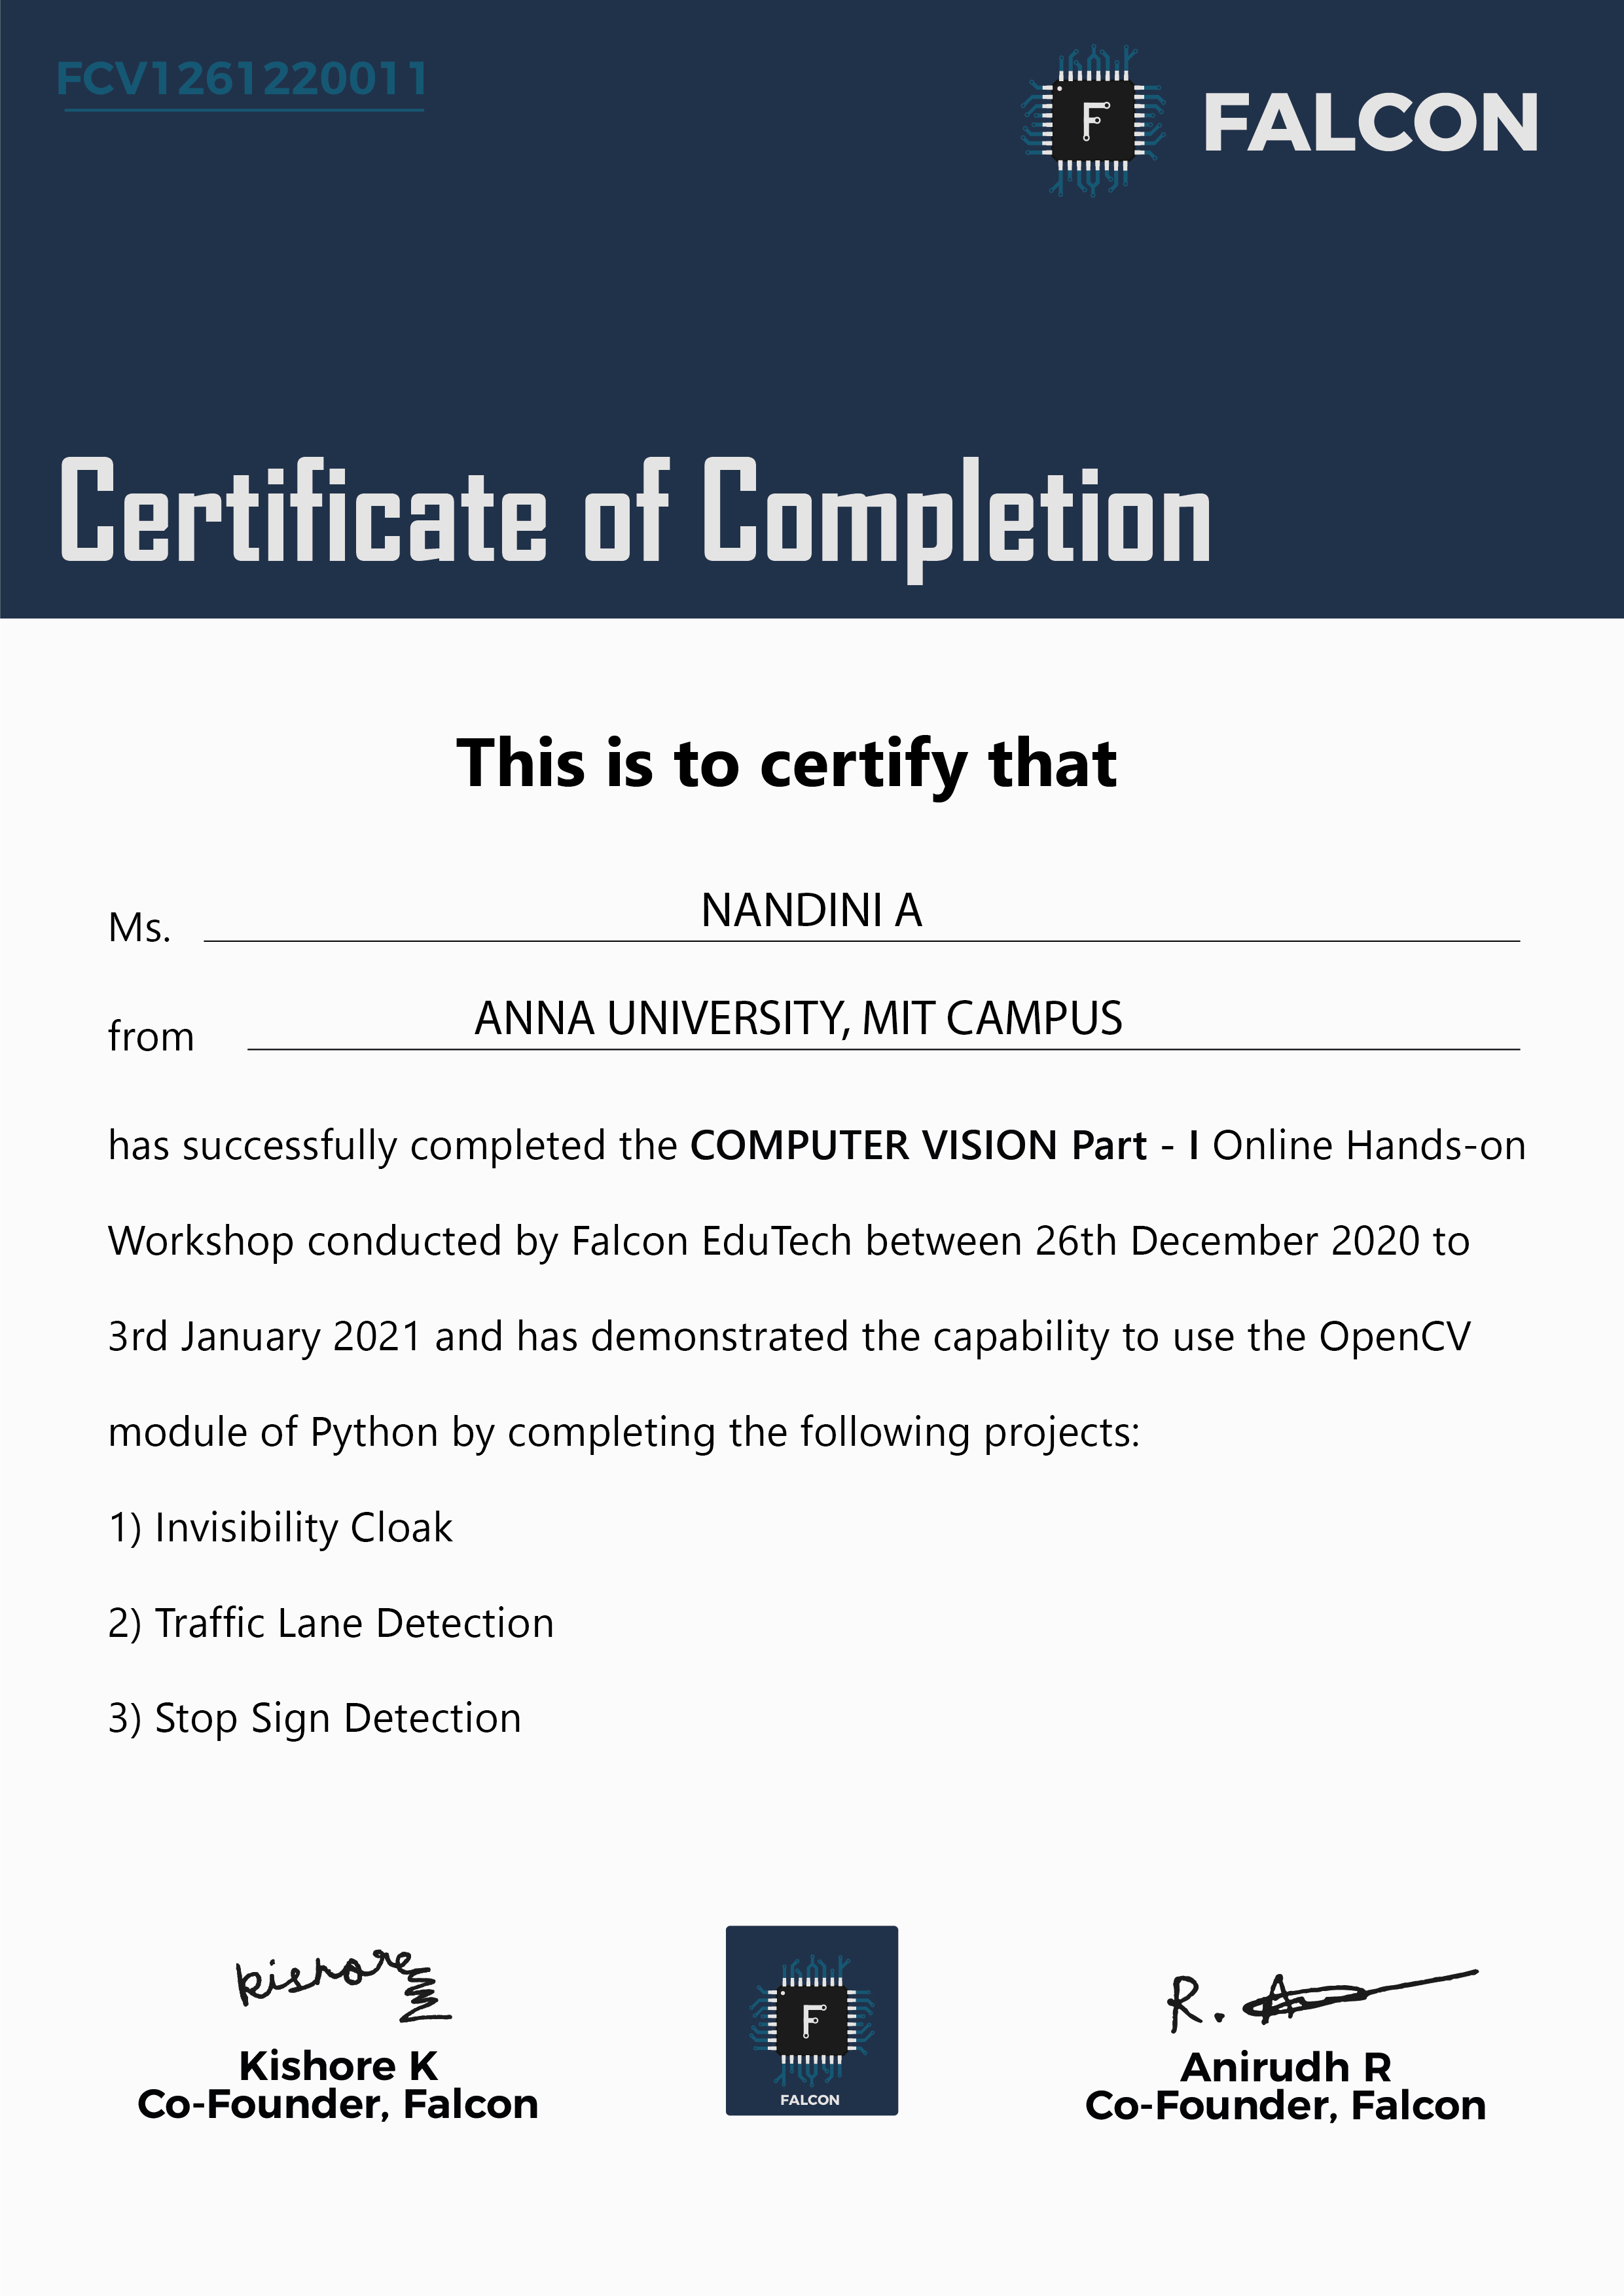 FCV1261220011
F
FALCON
Certificate of Completion
This is to certify that
Ms. NANDINI A
from ANNA UNIVERSITY, MIT CAMPUS
has successfully completed the COMPUTER VISION Part - I Online Hands-on
Workshop conducted by Falcon EduTech between 26th December 2020 to
3rd January 2021 and has demonstrated the capability to use the OpenCV
module of Python by completing the following projects:
1) Invisibility Cloak
2) Traffic Lane Detection
3) Stop Sign Detection
kishore
Kishore K
Co-Founder, Falcon
F
FALCON
R. A
Anirudh R
Co-Founder, Falcon